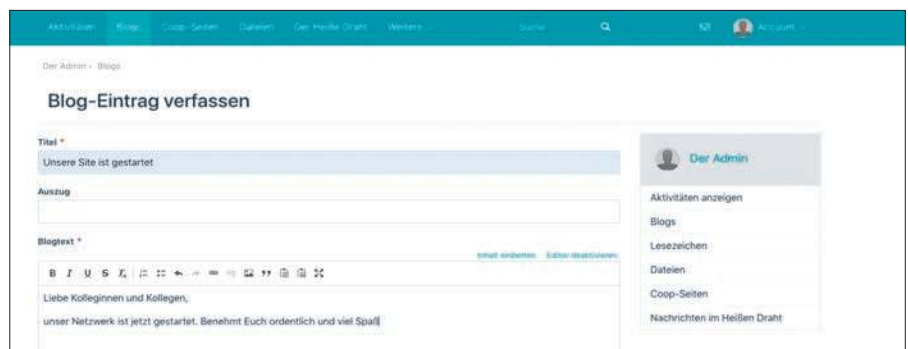 Aktivitäten Blogs Coop-Seiten Dateien Der Heiße Draht Weitere Suche Account
Der Admin › Blogs
Blog-Eintrag verfassen
Titel *
Unsere Site ist gestartet
Auszug
Blogtext *
Inhalt einbetten Editor deaktivieren
B I U S
Liebe Kolleginnen und Kollegen,
unser Netzwerk ist jetzt gestartet. Benehmt Euch ordentlich und viel Spaß
Der Admin
Aktivitäten anzeigen
Blogs
Lesezeichen
Dateien
Coop-Seiten
Nachrichten im Heißen Draht